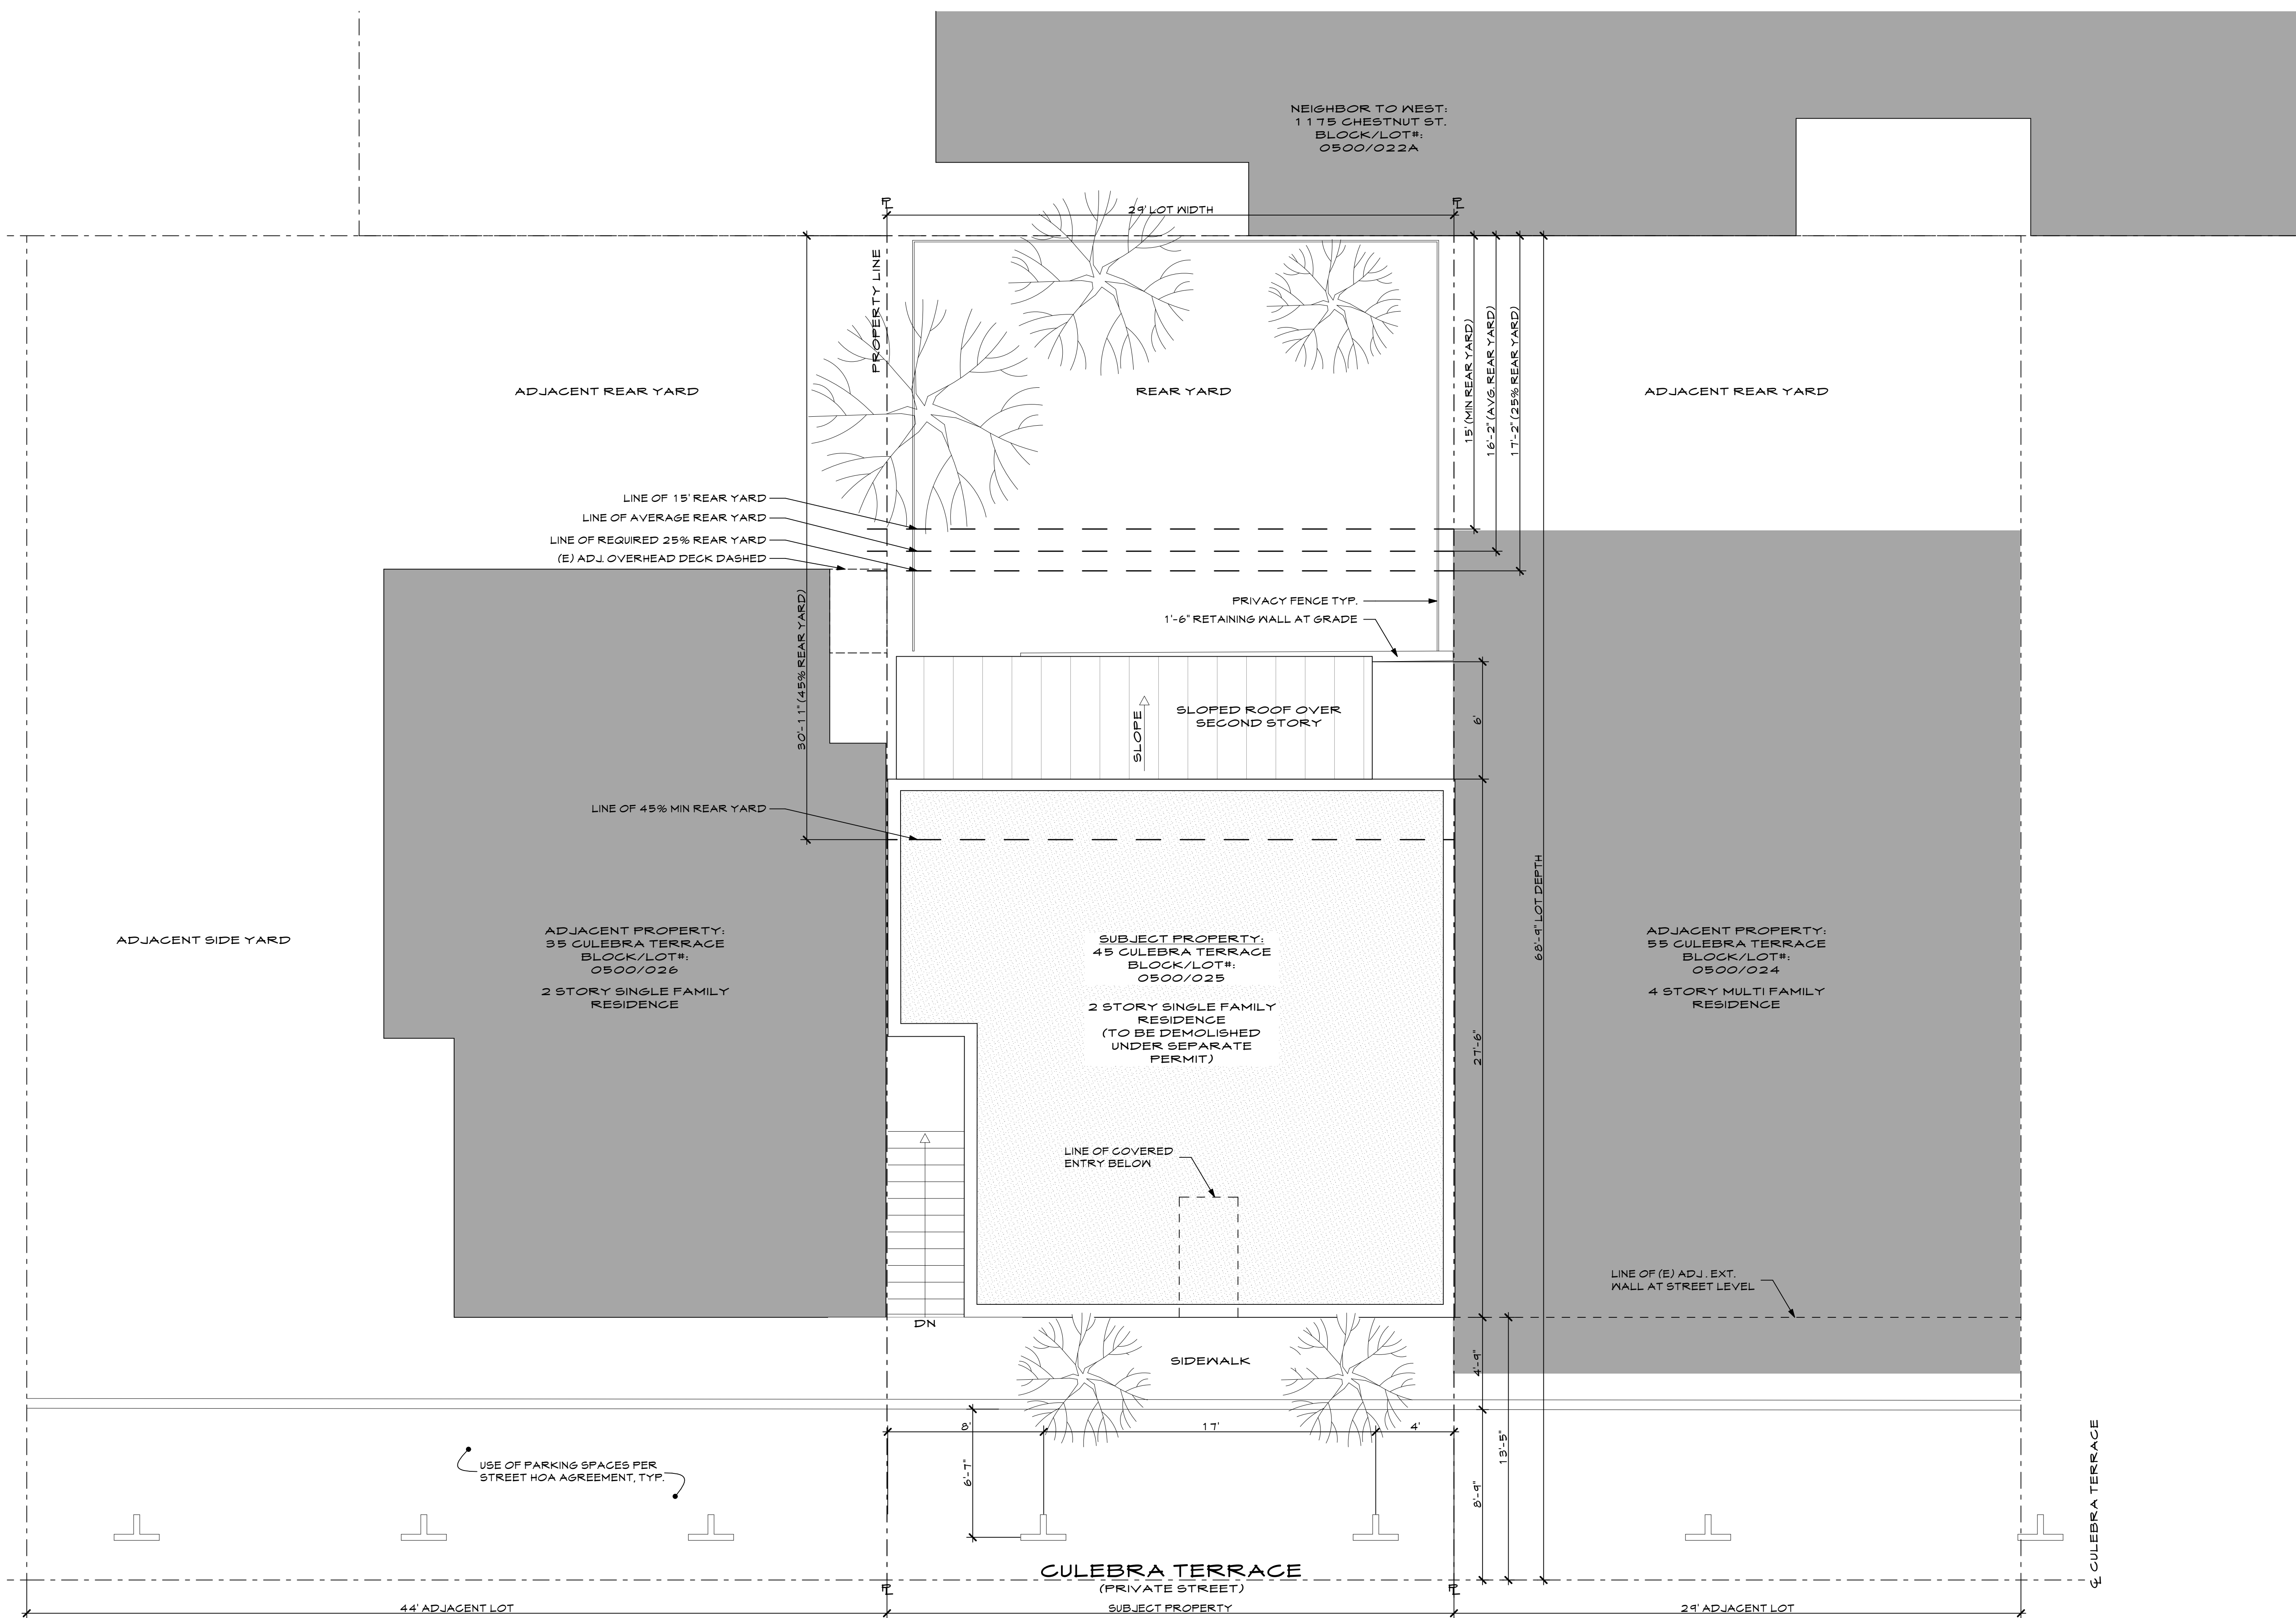 NEIGHBOR TO WEST:
1175 CHESTNUT ST.
BLOCK/LOT#:
0500/022A
PL
29' LOT WIDTH
PL
PROPERTY LINE
ADJACENT REAR YARD
REAR YARD
15' (MIN REAR YARD)
16'-2" (AVG. REAR YARD)
17'-2" (25% REAR YARD)
ADJACENT REAR YARD
LINE OF 15' REAR YARD
LINE OF AVERAGE REAR YARD
LINE OF REQUIRED 25% REAR YARD
(E) ADJ. OVERHEAD DECK DASHED
30'-11" (45% REAR YARD)
PRIVACY FENCE TYP.
1'-6" RETAINING WALL AT GRADE
SLOPE
SLOPED ROOF OVER
SECOND STORY
6'
LINE OF 45% MIN REAR YARD
68'-9" LOT DEPTH
ADJACENT SIDE YARD
ADJACENT PROPERTY:
35 CULEBRA TERRACE
BLOCK/LOT#:
0500/026
2 STORY SINGLE FAMILY
RESIDENCE
SUBJECT PROPERTY:
45 CULEBRA TERRACE
BLOCK/LOT#:
0500/025
2 STORY SINGLE FAMILY
RESIDENCE
(TO BE DEMOLISHED
UNDER SEPARATE
PERMIT)
27'-6"
ADJACENT PROPERTY:
55 CULEBRA TERRACE
BLOCK/LOT#:
0500/024
4 STORY MULTI FAMILY
RESIDENCE
LINE OF COVERED
ENTRY BELOW
LINE OF (E) ADJ. EXT.
WALL AT STREET LEVEL
DN
SIDEWALK
4'-9"
8'
17'
4'
6'-7"
13'-5"
8'-9"
USE OF PARKING SPACES PER
STREET HOA AGREEMENT, TYP.
CULEBRA TERRACE
(PRIVATE STREET)
CL CULEBRA TERRACE
PL
PL
44' ADJACENT LOT
SUBJECT PROPERTY
29' ADJACENT LOT